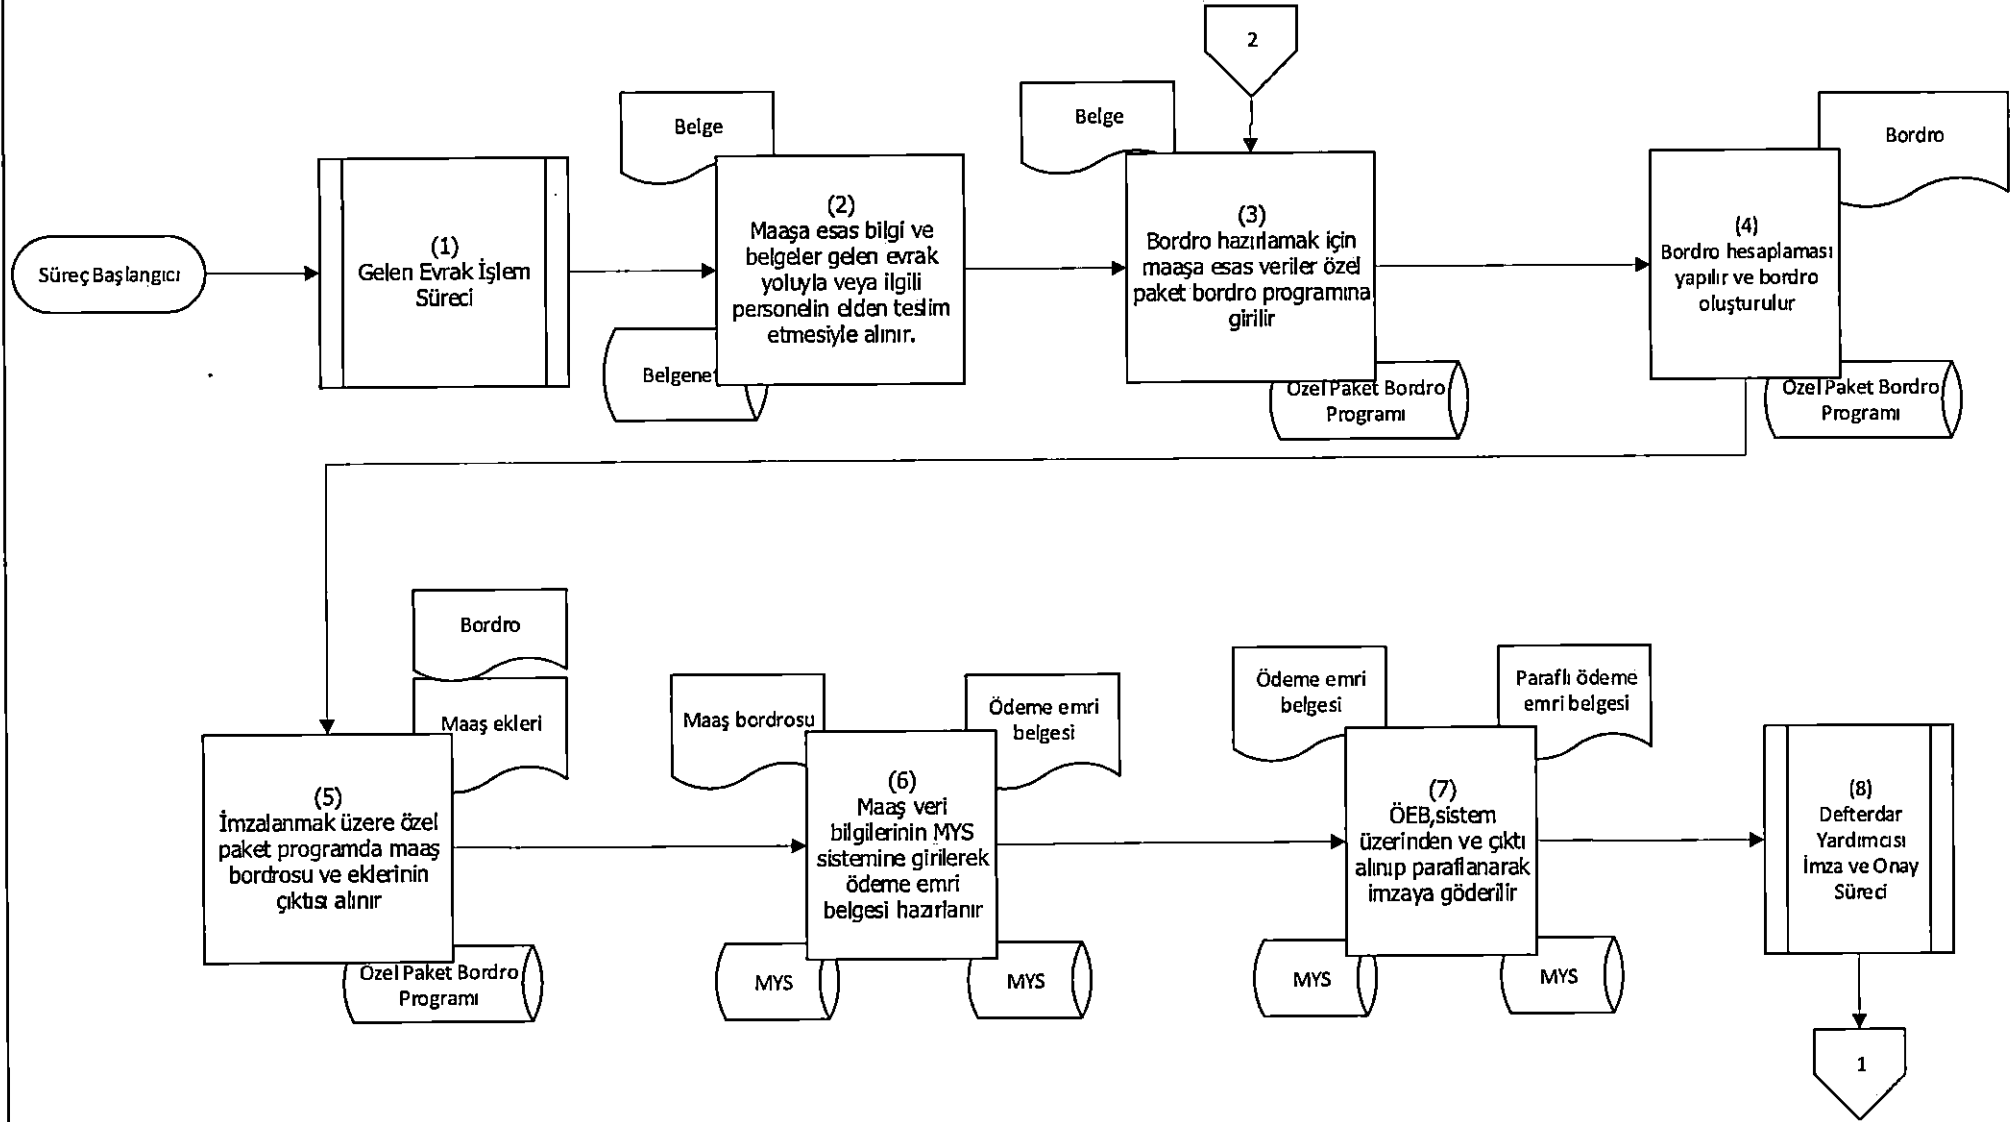 2
Belge
Belge
Bordro
Süreç Başlangıcı
(1)
Gelen Evrak İşlem
Süreci
(2)
Maaşa esas bilgi ve
belgeler gelen evrak
yoluyla veya ilgili
personelin elden teslim
etmesiyle alınır.
Belgenet
(3)
Bordro hazırlamak için
maaşa esas veriler özel
paket bordro programına
girilir
Özel Paket Bordro
Programı
(4)
Bordro hesaplaması
yapılır ve bordro
oluşturulur
Özel Paket Bordro
Programı
Bordro
Maaş ekleri
(5)
İmzalanmak üzere özel
paket programda maaş
bordrosu ve eklerinin
çıktısı alınır
Özel Paket Bordro
Programı
Maaş bordrosu
Ödeme emri
belgesi
(6)
Maaş veri
bilgilerinin MYS
sistemine girilerek
ödeme emri
belgesi hazırlanır
MYS
MYS
Ödeme emri
belgesi
Paraflı ödeme
emri belgesi
(7)
ÖEB,sistem
üzerinden ve çıktı
alınıp paraflanarak
imzaya göderilir
MYS
MYS
(8)
Defterdar
Yardımcısı
İmza ve Onay
Süreci
1